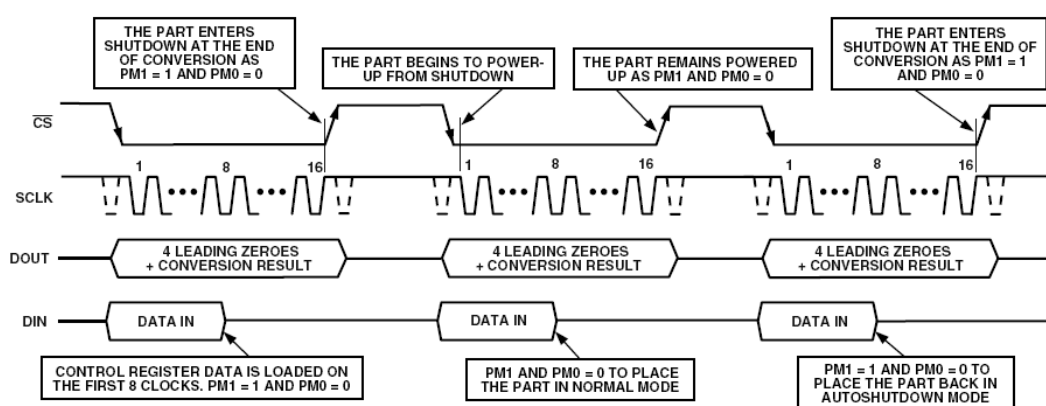 THE PART ENTERS
SHUTDOWN AT THE END
OF CONVERSION AS
PM1 = 1 AND PM0 = 0
THE PART BEGINS TO POWER-
UP FROM SHUTDOWN
THE PART REMAINS POWERED
UP AS PM1 AND PM0 = 0
THE PART ENTERS
SHUTDOWN AT THE END OF
CONVERSION AS PM1 = 1
AND PM0 = 0
CS
1 8 16 1 8 16 1 8 16
SCLK
DOUT
4 LEADING ZEROES
+ CONVERSION RESULT
4 LEADING ZEROES
+ CONVERSION RESULT
4 LEADING ZEROES
+ CONVERSION RESULT
DIN
DATA IN
DATA IN
DATA IN
CONTROL REGISTER DATA IS LOADED ON
THE FIRST 8 CLOCKS. PM1 = 1 AND PM0 = 0
PM1 AND PM0 = 0 TO PLACE
THE PART IN NORMAL MODE
PM1 = 1 AND PM0 = 0 TO
PLACE THE PART BACK IN
AUTOSHUTDOWN MODE